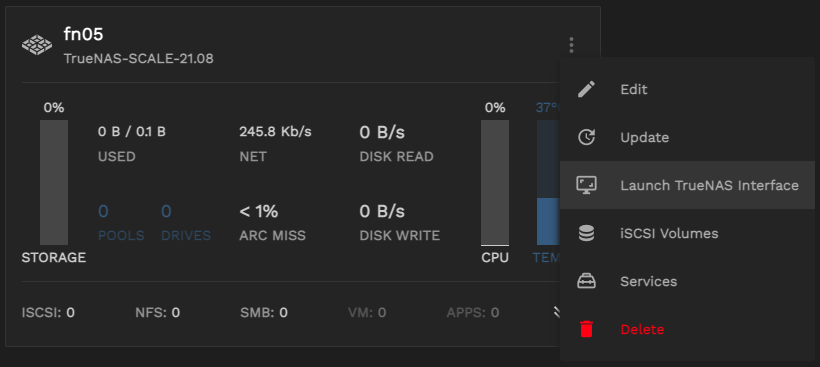 fn05
TrueNAS-SCALE-21.08
0%
0 B / 0.1 B
USED
245.8 Kb/s
NET
0 B/s
DISK READ
0%
37°
0
POOLS
0
DRIVES
< 1%
ARC MISS
0 B/s
DISK WRITE
STORAGE
CPU
TEM
ISCSI: 0
NFS: 0
SMB: 0
VM: 0
APPS: 0
Edit
Update
Launch TrueNAS Interface
iSCSI Volumes
Services
Delete